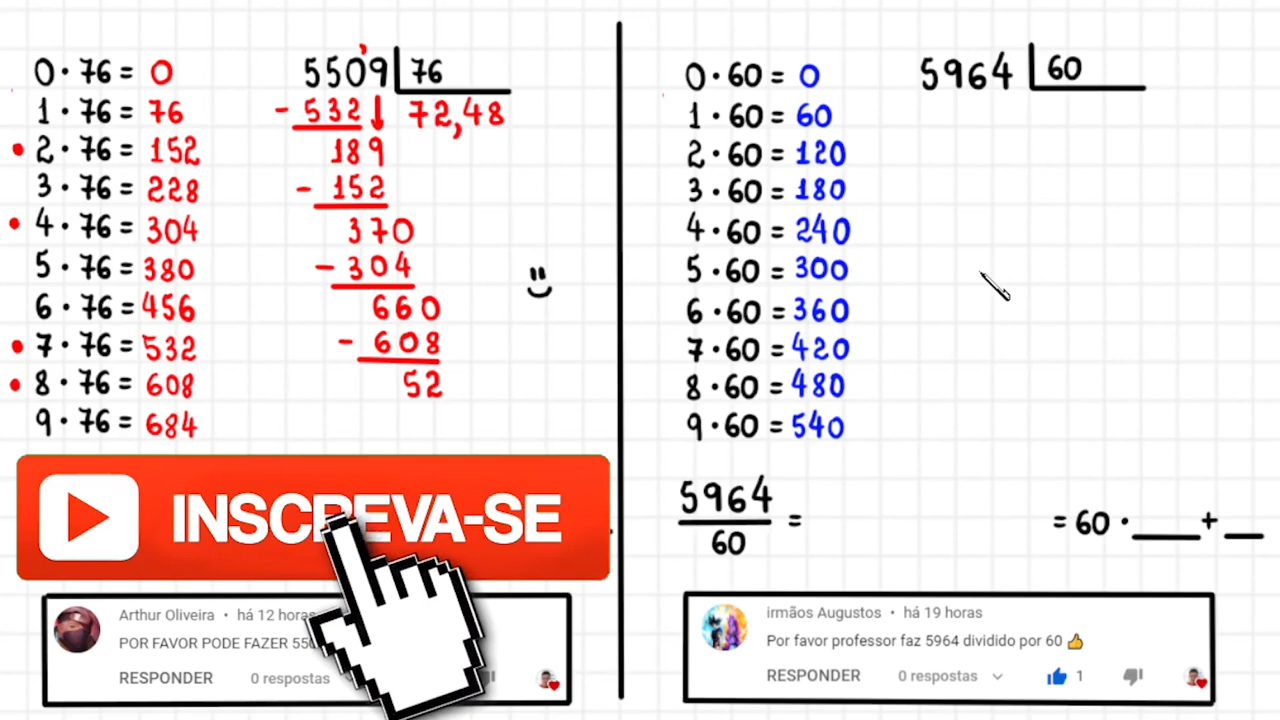 0 · 76 = 0
1 · 76 = 76
2 · 76 = 152
3 · 76 = 228
4 · 76 = 304
5 · 76 = 380
6 · 76 = 456
7 · 76 = 532
8 · 76 = 608
9 · 76 = 684
5509 76
- 532 72,48
189
- 152
370
- 304
660
- 608
52
INSCREVA-SE
Arthur Oliveira • há 12 horas
POR FAVOR PODE FAZER
RESPONDER 0 respostas
0 · 60 = 0
1 · 60 = 60
2 · 60 = 120
3 · 60 = 180
4 · 60 = 240
5 · 60 = 300
6 · 60 = 360
7 · 60 = 420
8 · 60 = 480
9 · 60 = 540
5964 60
5964
60
=
= 60 · ____ + __
irmãos Augustos • há 19 horas
Por favor professor faz 5964 dividido por 60 👍
RESPONDER 0 respostas 1